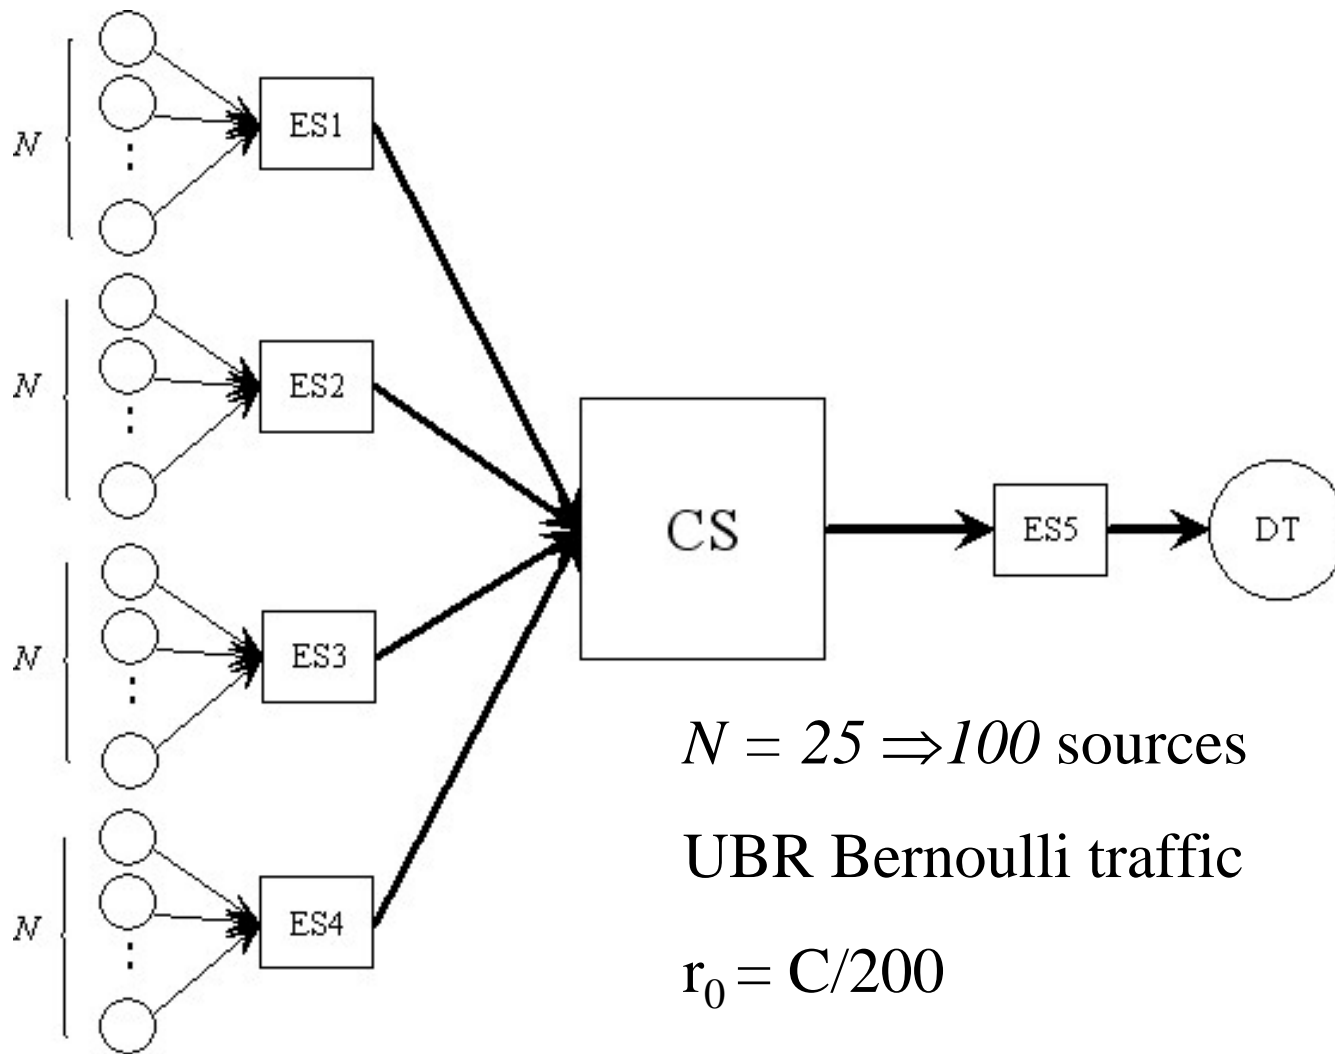 N
ES1
N
ES2
CS
ES5
DT
N
ES3
N
ES4
N = 25 ⇒100 sources
UBR Bernoulli traffic
r₀ = C/200